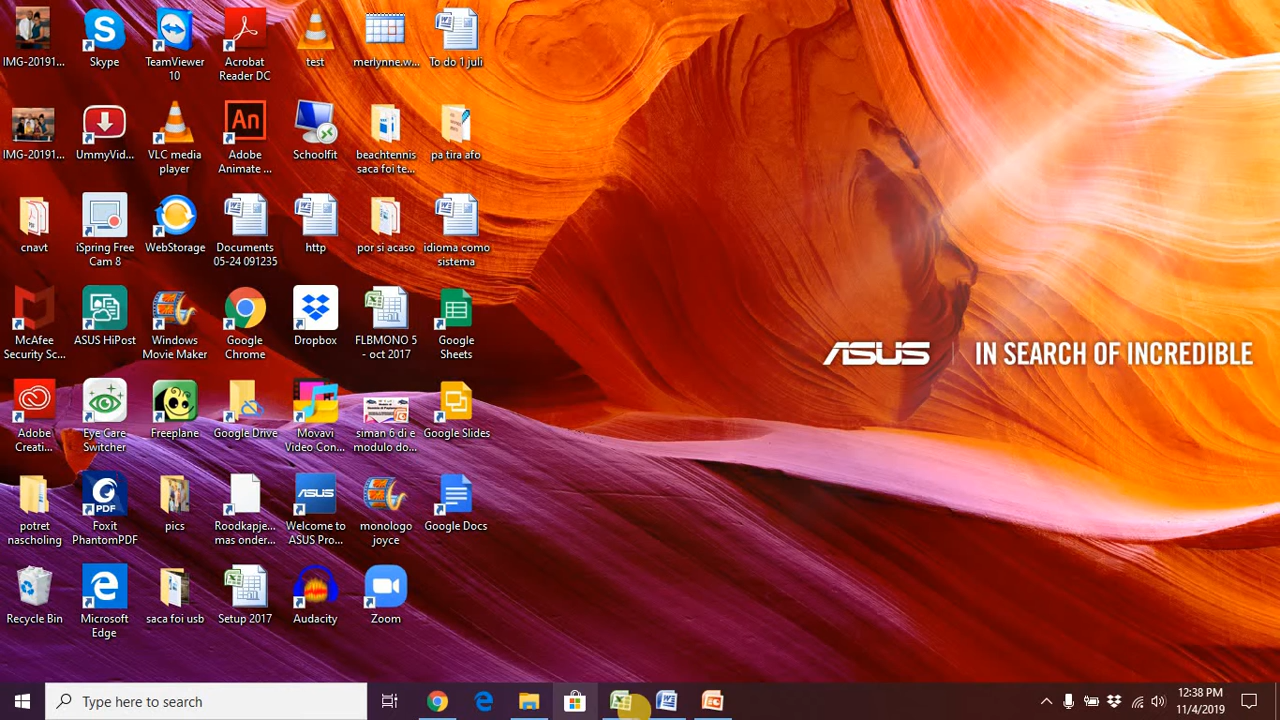 IMG-20191...
Skype
TeamViewer
10
Acrobat
Reader DC
test
merlynne.w...
To do 1 juli
IMG-20191...
UmmyVid...
VLC media
player
An
Adobe
Animate ...
Schoolfit
beachtennis
saca foi te...
pa tira afo
cnavt
iSpring Free
Cam 8
WebStorage
Documents
05-24 091235
http
por si acaso
idioma como
sistema
McAfee
Security Sc...
ASUS HiPost
Windows
Movie Maker
Google
Chrome
Dropbox
FLBMONO 5
- oct 2017
Google
Sheets
ASUS IN SEARCH OF INCREDIBLE
Adobe
Creati...
Eye Care
Switcher
Freeplane
Google Drive
Movavi
Video Con...
siman 6 di e
modulo do...
Google Slides
potret
nascholing
PDF
Foxit
PhantomPDF
pics
Roodkapje...
mas onder...
ASUS
Welcome to
ASUS Pro...
monologo
joyce
Google Docs
Recycle Bin
Microsoft
Edge
saca foi usb
Setup 2017
Audacity
Zoom
Type here to search
12:38 PM
11/4/2019